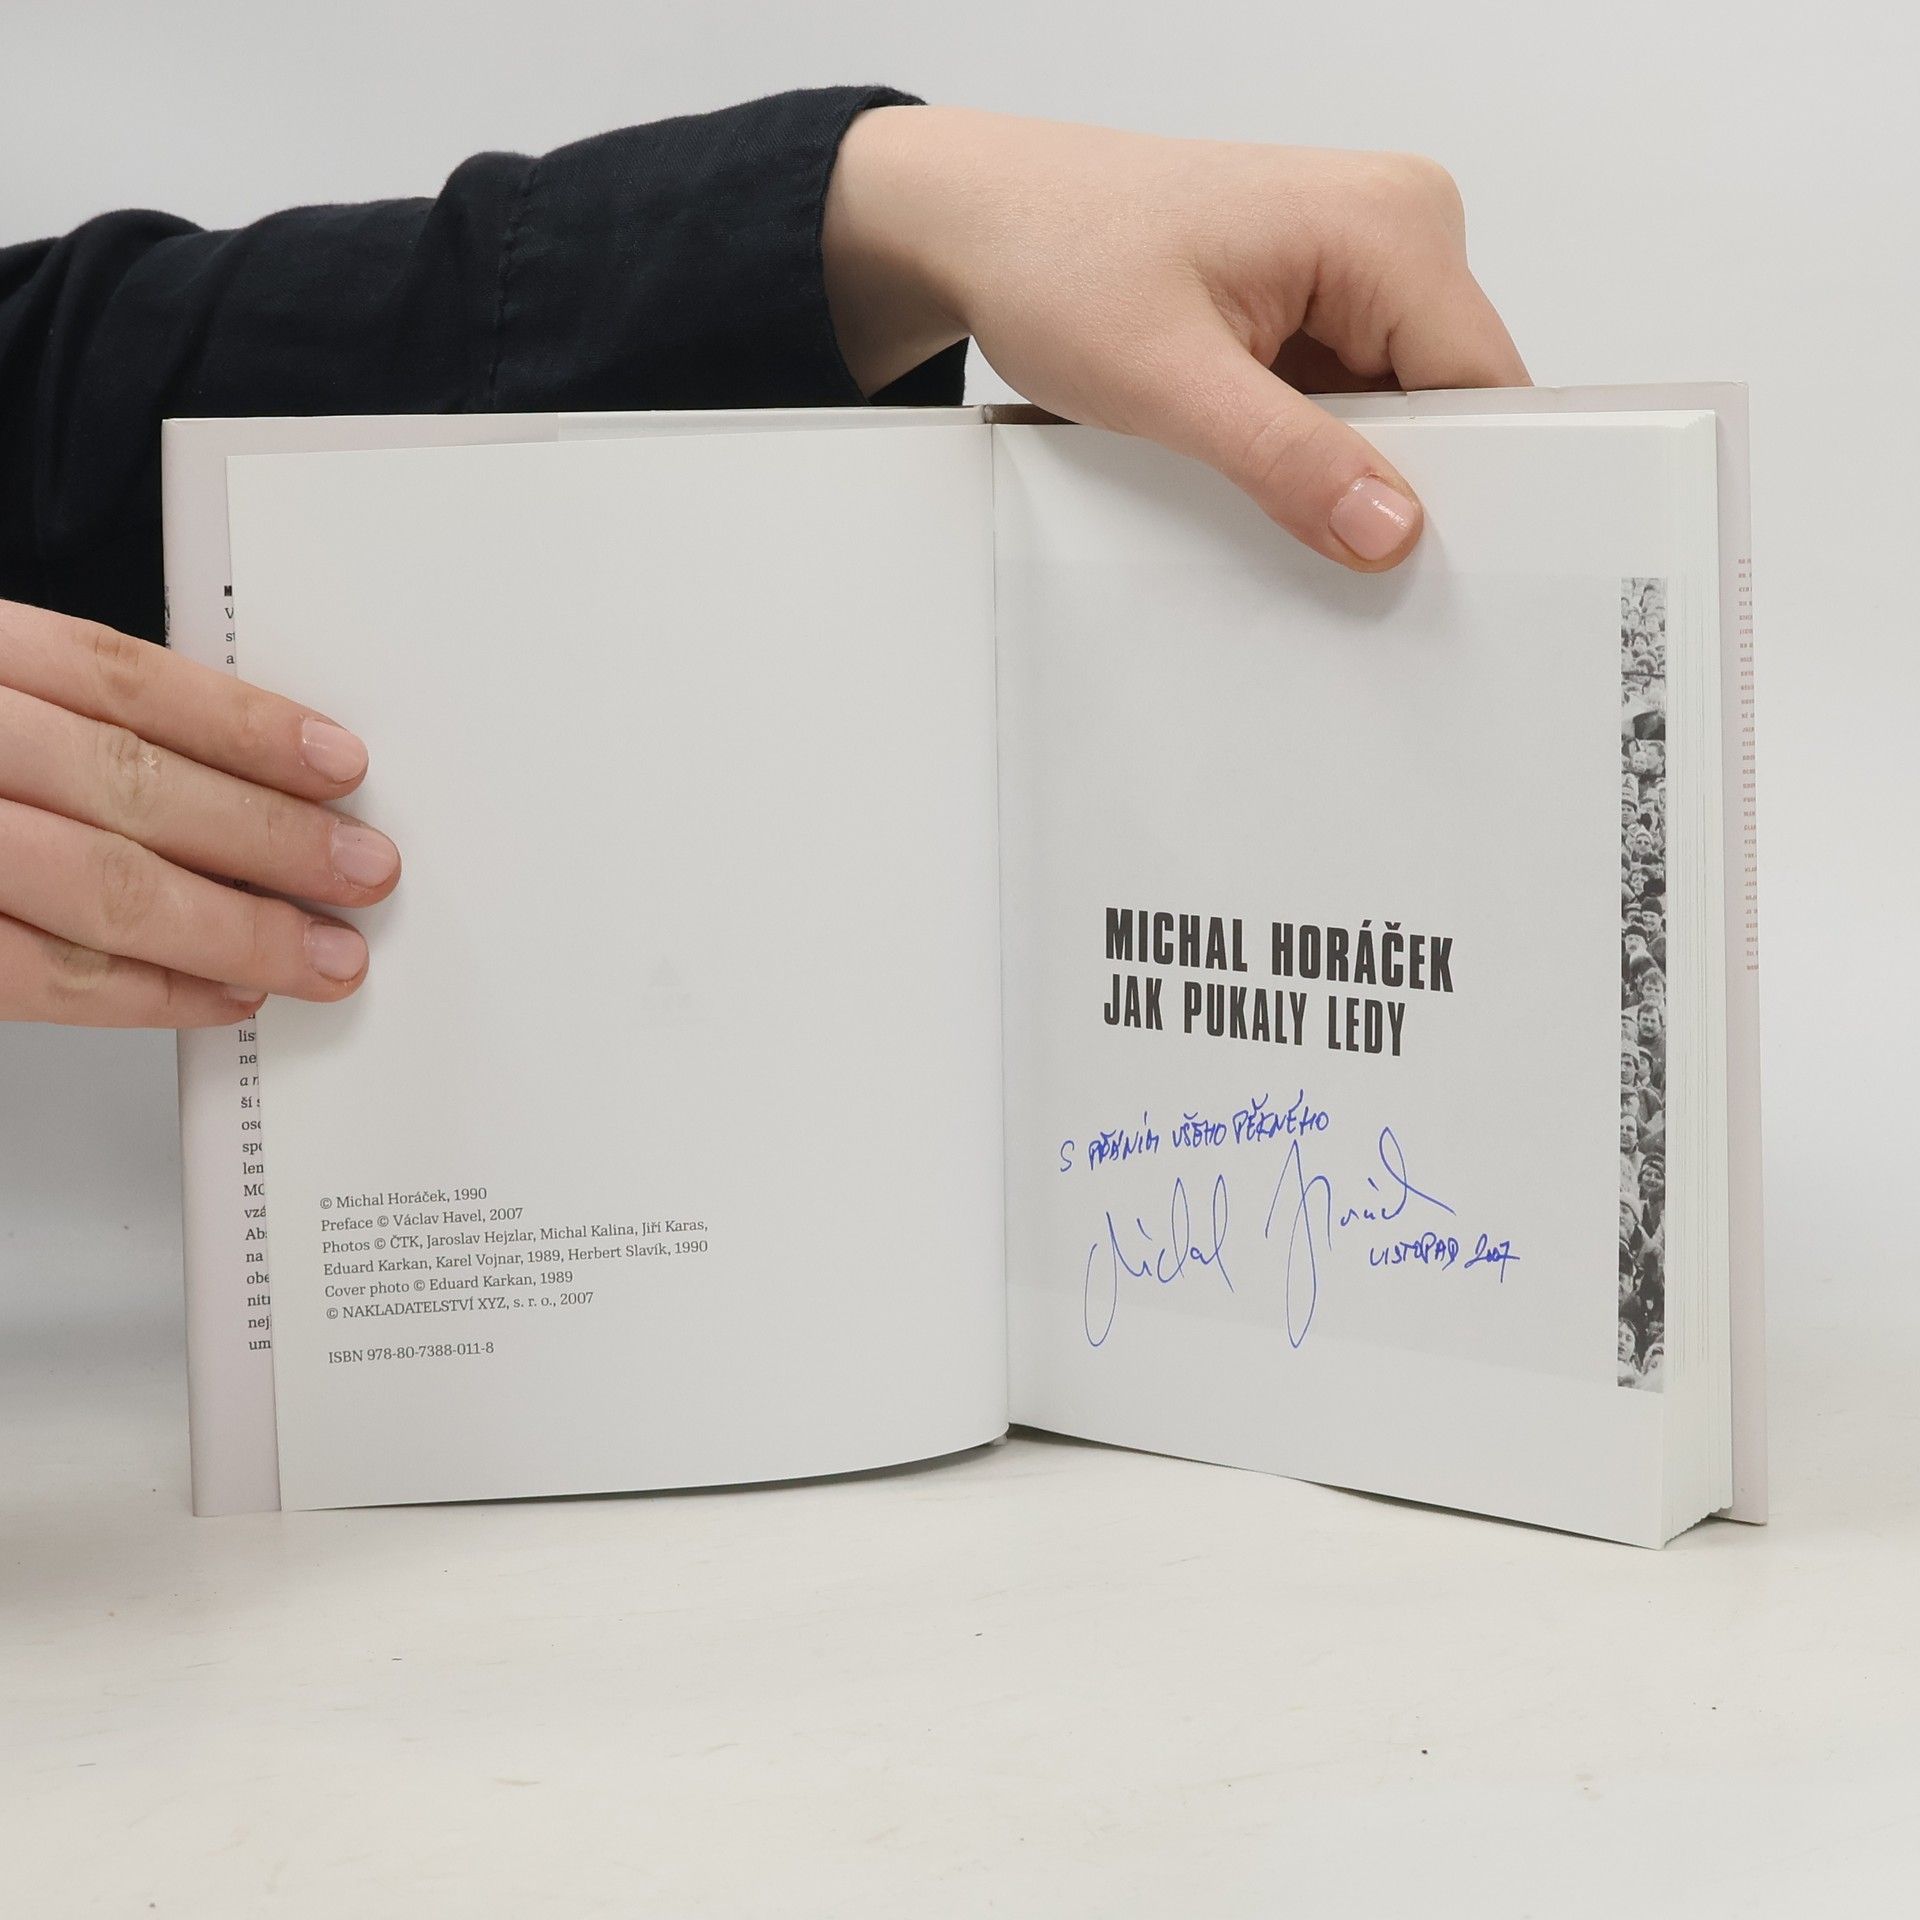 © Michal Horáček, 1990
Preface © Václav Havel, 2007
Photos © ČTK, Jaroslav Hejzlar, Michal Kalina, Jiří Karas,
Eduard Karkan, Karel Vojnar, 1989, Herbert Slavík, 1990
Cover photo © Eduard Karkan, 1989
© NAKLADATELSTVÍ XYZ, s. r. o., 2007
ISBN 978-80-7388-011-8
MICHAL HORÁČEK
JAK PUKALY LEDY
S PŘÁNÍM VŠEHO PĚKNÉHO
Michal Horáček
LISTOPAD 2007